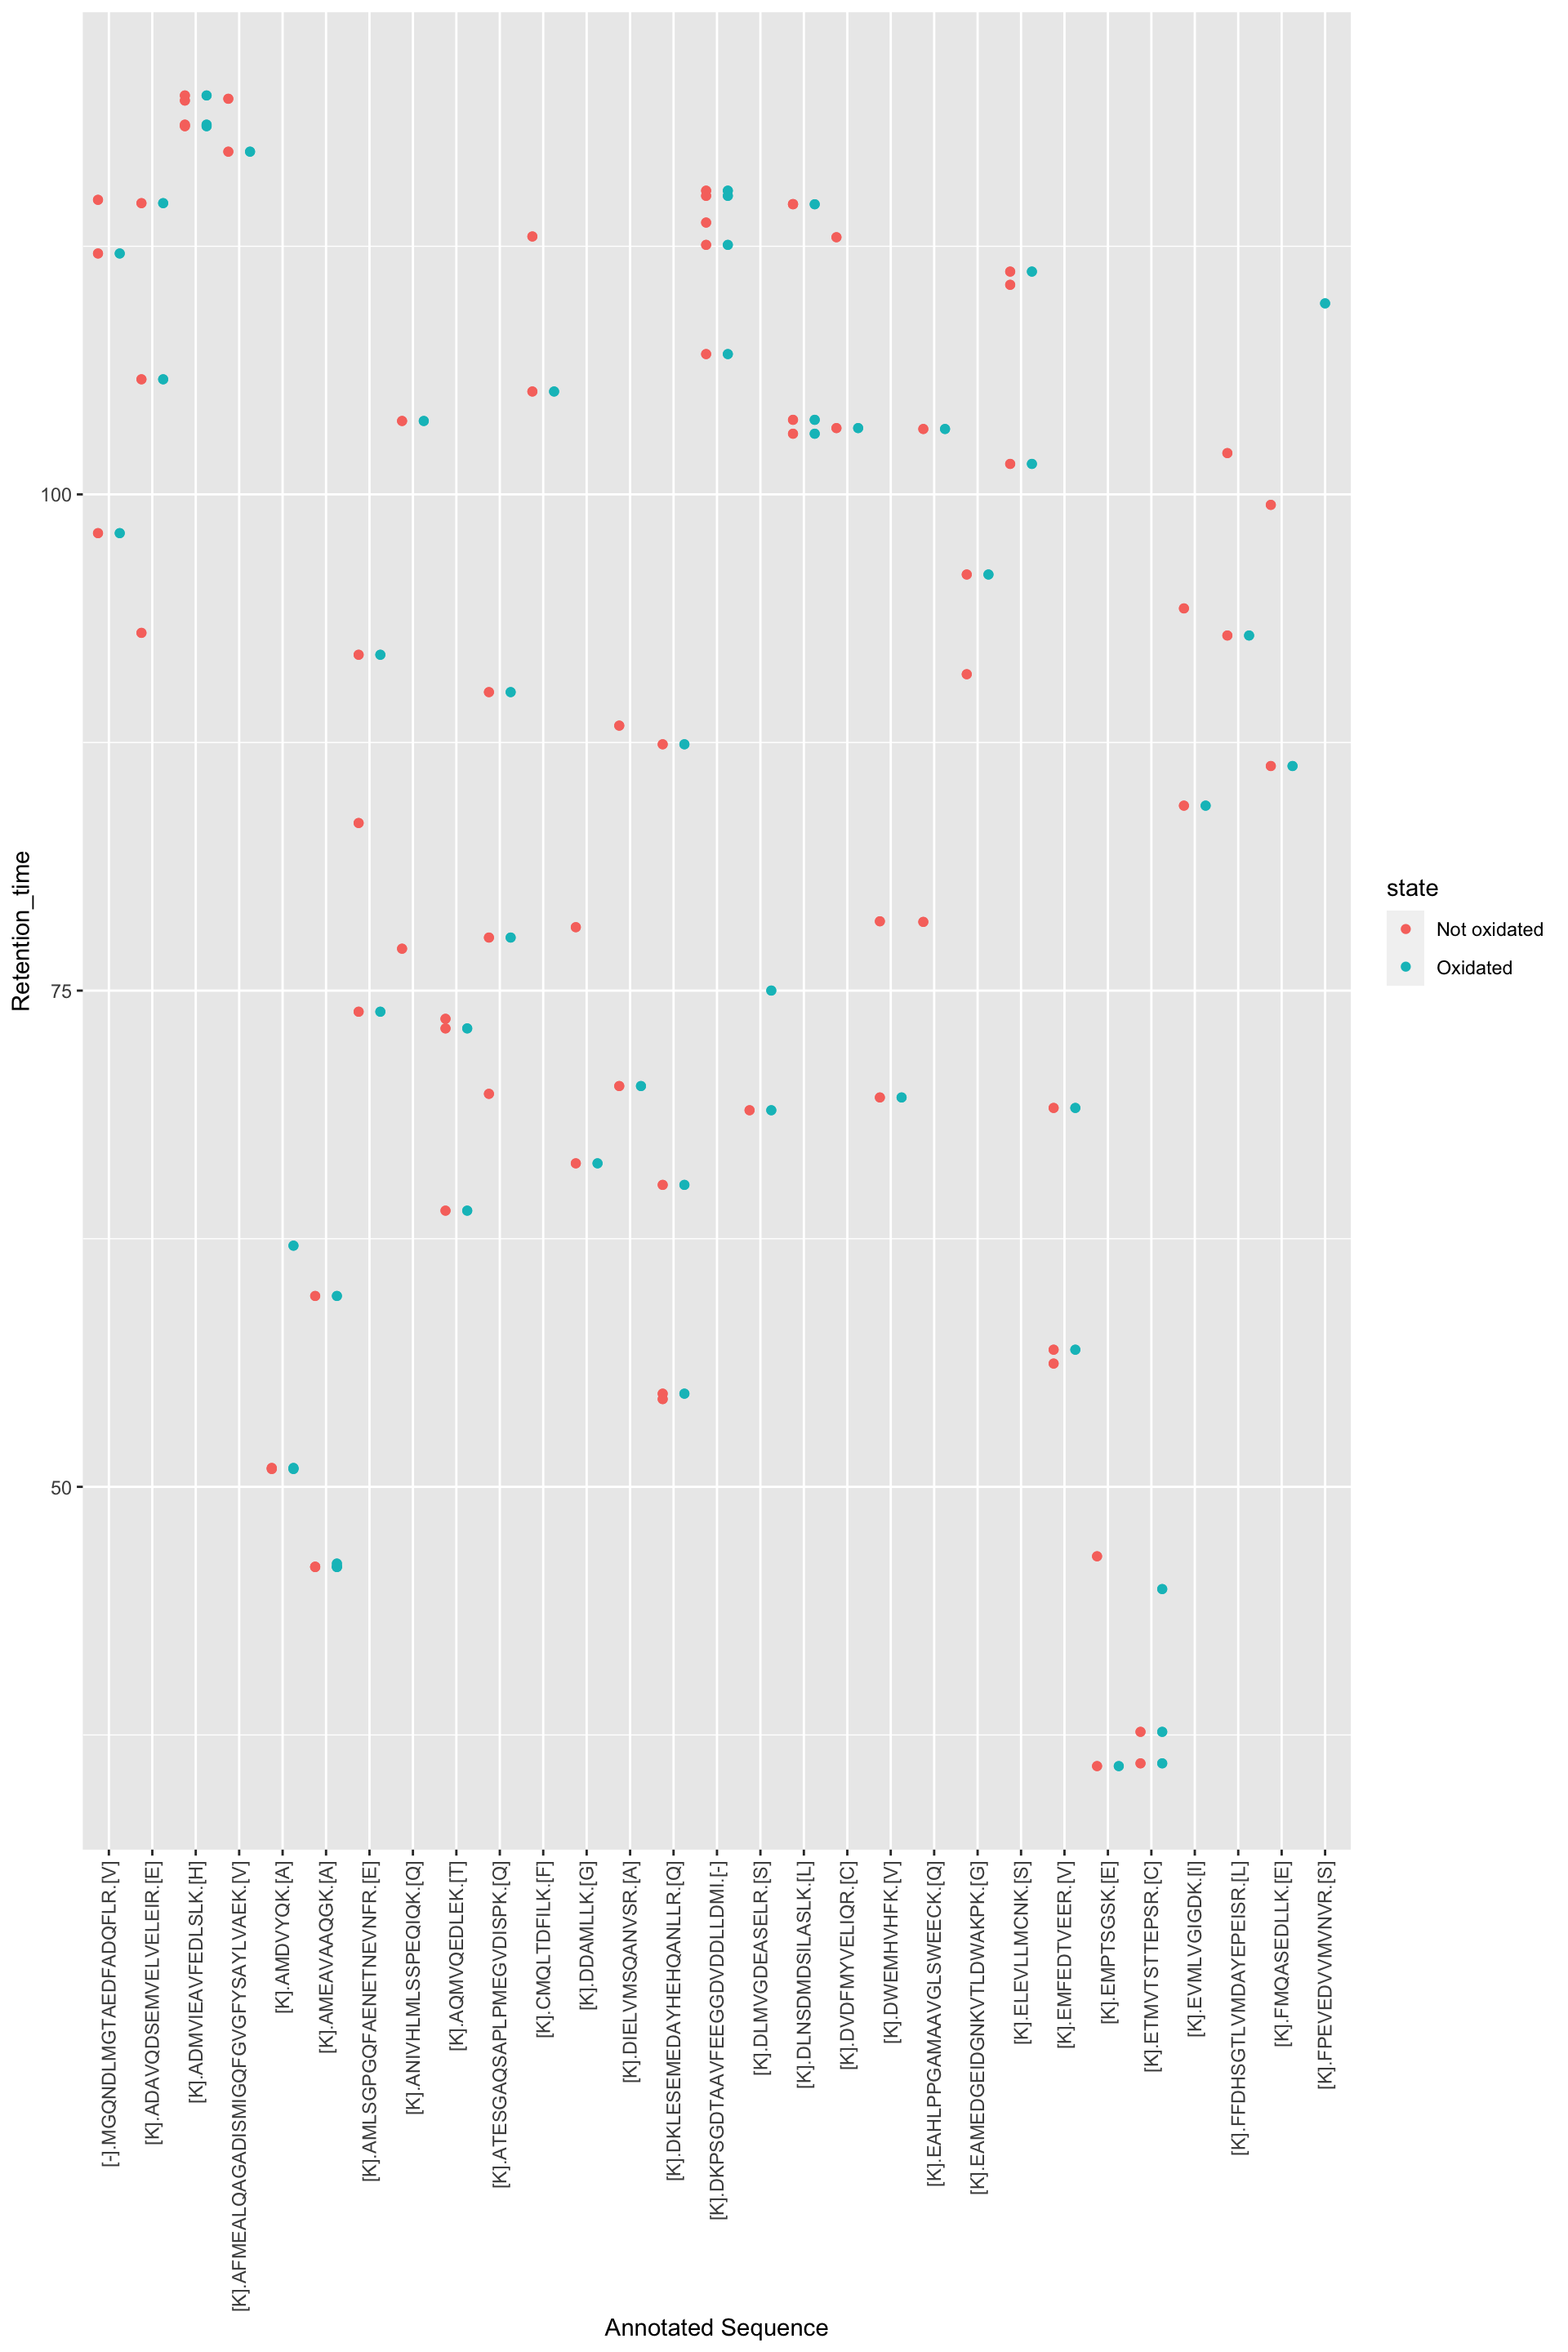 Retention_time
100
75
50
[-].MGQNDLMGTAEDFADQFLR.[V]
[K].ADAVQDSEMVELVELEIR.[E]
[K].ADMVIEAVFEDLSLK.[H]
[K].AFMEALQAGADISMIGQFGVGFYSAYLVAEK.[V]
[K].AMDVYQK.[A]
[K].AMEAVAAQGK.[A]
[K].AMLSGPGQFAENETNEVNFR.[E]
[K].ANIVHLMLSSPEQIQK.[Q]
[K].AQMVQEDLEK.[T]
[K].ATESGAQSAPLPMEGVDISPK.[Q]
[K].CMQLTDFILK.[F]
[K].DDAMLLK.[G]
[K].DIELVMSQANVSR.[A]
[K].DKLESEMEDAYHEHQANLLR.[Q]
[K].DKPSGDTAAVFEEGGDVDDLLDMI.[-]
[K].DLMVGDEASELR.[S]
[K].DLNSDMDSILASLK.[L]
[K].DVDFMYVELIQR.[C]
[K].DWEMHVHFK.[V]
[K].EAHLPPGAMAAVGLSWEECK.[Q]
[K].EAMEDGEIDGNKVTLDWAKPK.[G]
[K].ELEVLLMCNK.[S]
[K].EMFEDTVEER.[V]
[K].EMPTSGSK.[E]
[K].ETMVTSTTEPSR.[C]
[K].EVMLVGIGDK.[I]
[K].FFDHSGTLVMDAYEPEISR.[L]
[K].FMQASEDLLK.[E]
[K].FPEVEDVVMVNVR.[S]
Annotated Sequence
state
Not oxidated
Oxidated